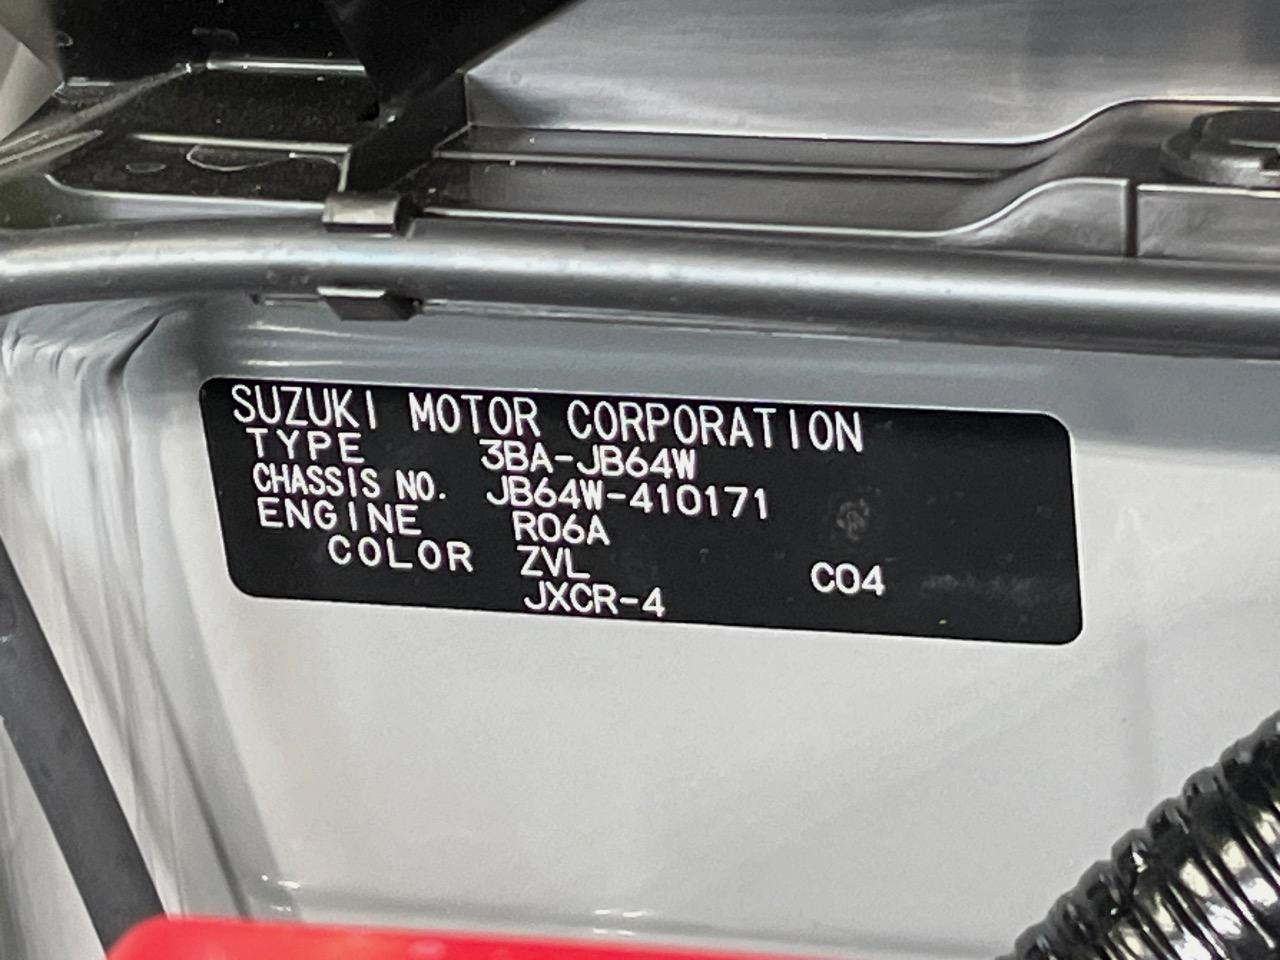 SUZUKI MOTOR CORPORATION
TYPE 3BA-JB64W
CHASSIS NO. JB64W-410171
ENGINE R06A
COLOR ZVL C04
JXCR-4